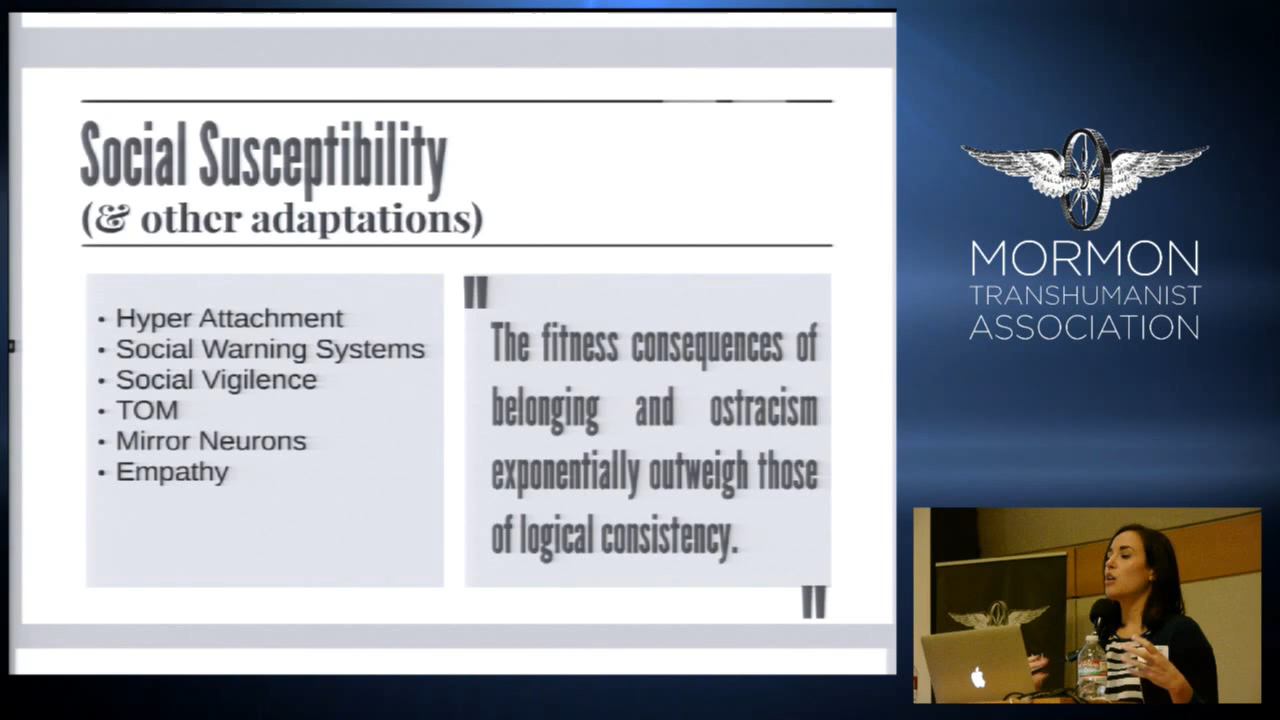 Social Susceptibility
(& other adaptations)
• Hyper Attachment
• Social Warning Systems
• Social Vigilence
• TOM
• Mirror Neurons
• Empathy
"
The fitness consequences of
belonging and ostracism
exponentially outweigh those
of logical consistency.
"
MORMON
TRANSHUMANIST
ASSOCIATION